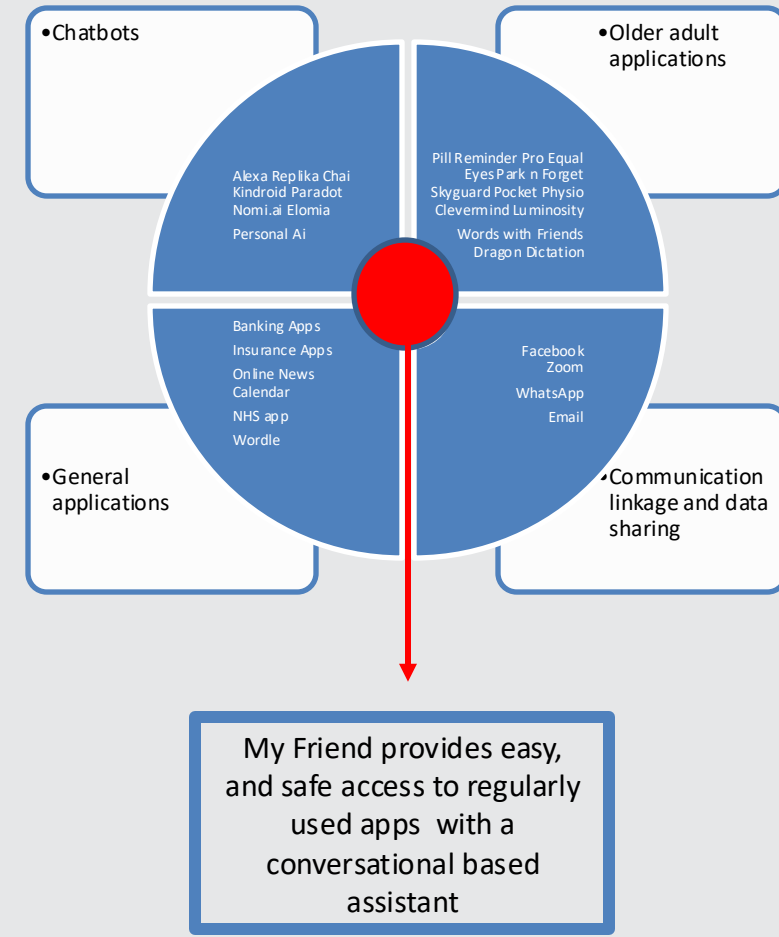 •Chatbots
•Older adult
applications
Alexa Replika Chai
Kindroid Paradot
Nomi.ai Elomia
Personal Ai
Pill Reminder Pro Equal
Eyes Park n Forget
Skyguard Pocket Physio
Clevermind Luminosity
Words with Friends
Dragon Dictation
Banking Apps
Insurance Apps
Online News
Calendar
NHS app
Wordle
Facebook
Zoom
WhatsApp
Email
•General
applications
•Communication
linkage and data
sharing
My Friend provides easy,
and safe access to regularly
used apps with a
conversational based
assistant